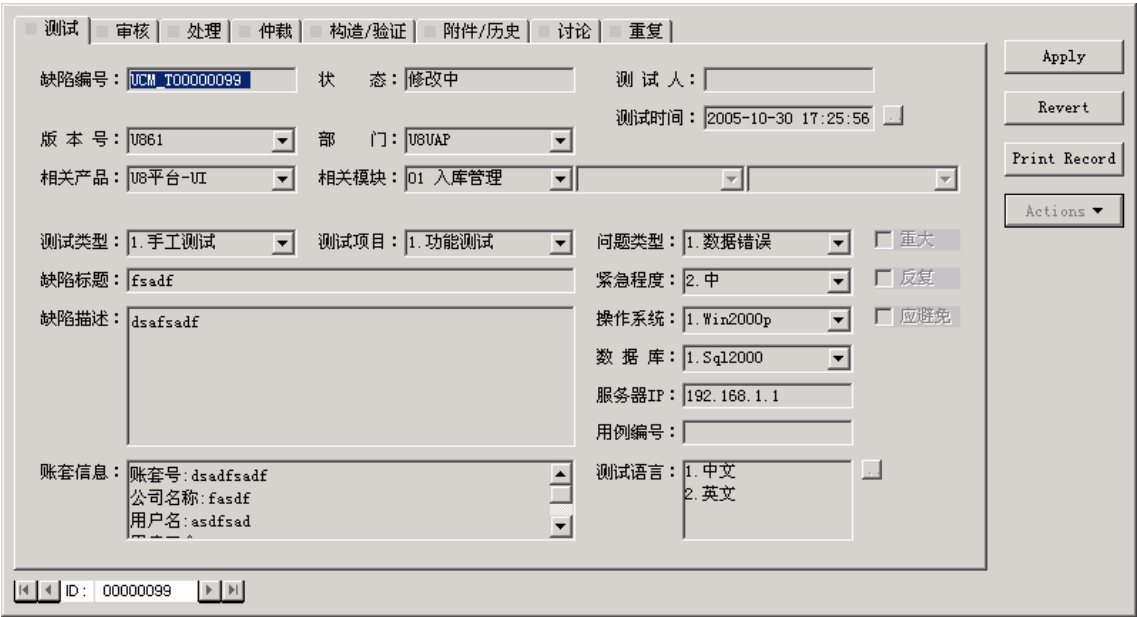 测试 审核 处理 仲裁 构造/验证 附件/历史 讨论 重复
缺陷编号: UCM_T00000099 状 态: 修改中 测 试 人:
测试时间: 2005-10-30 17:25:56 ..
版 本 号: U861 部 门: U8UAP
相关产品: U8平台-UI 相关模块: 01 入库管理
测试类型: 1.手工测试 测试项目: 1.功能测试 问题类型: 1.数据错误 重大
缺陷标题: fsadf 紧急程度: 2.中 反复
缺陷描述: dsafsadf 操作系统: 1.Win2000p 应避免
数 据 库: 1.Sql2000
服务器IP: 192.168.1.1
用例编号:
账套信息: 账套号:dsadfsadf 测试语言: 1.中文 ..
公司名称:fasdf 2.英文
用户名:asdfsad
ID: 00000099
Apply
Revert
Print Record
Actions